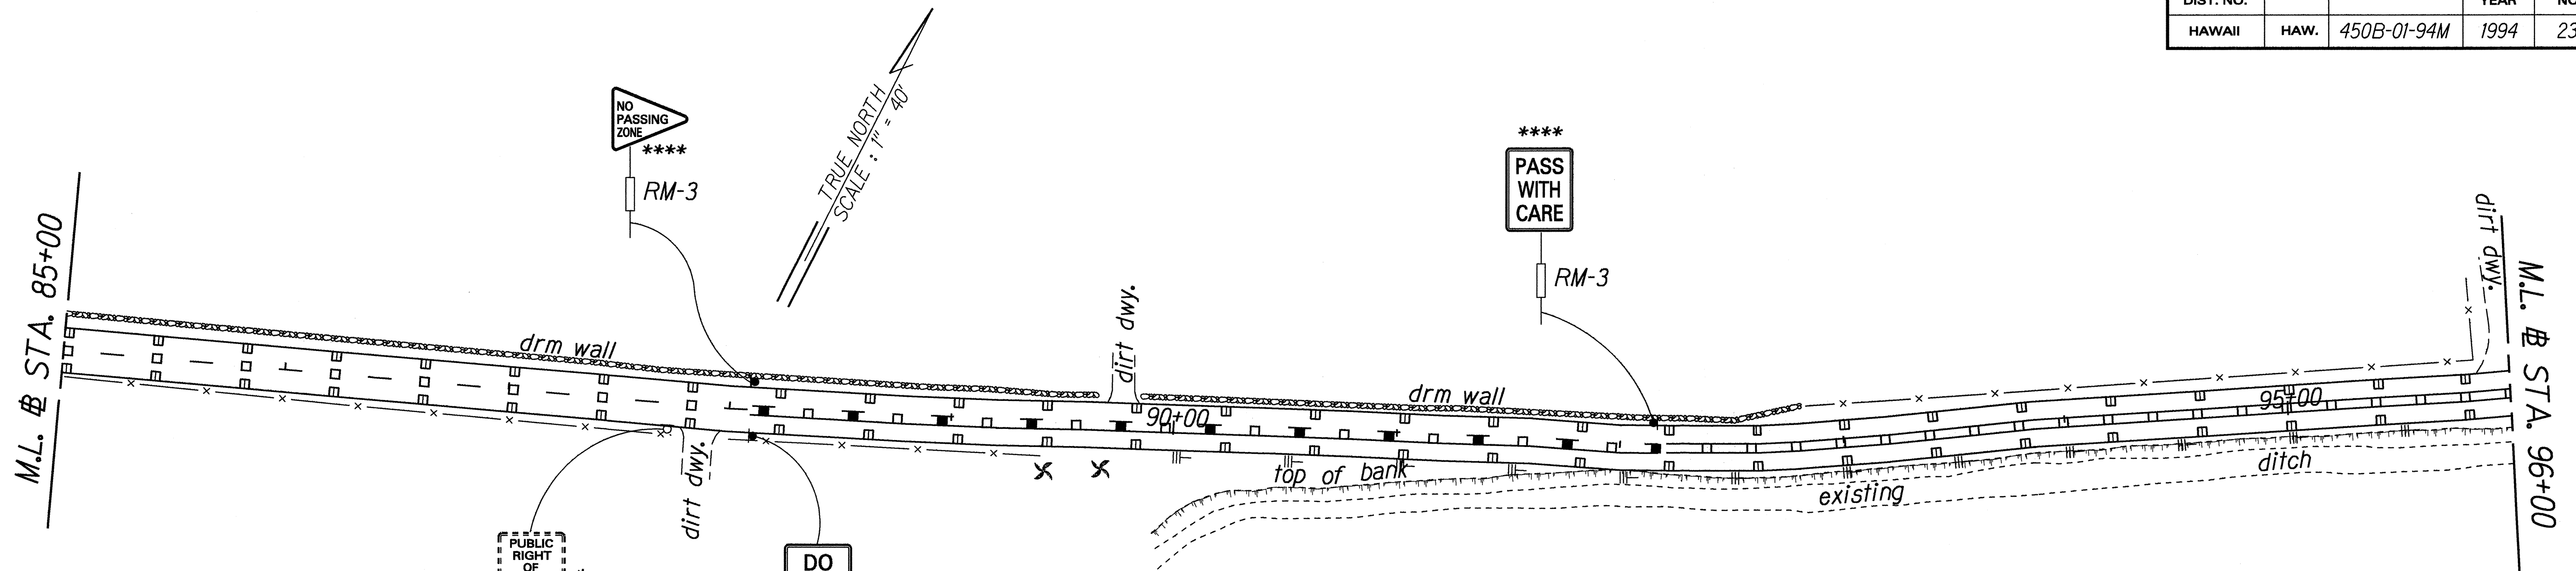 DIST. NO.
YEAR
HAWAII HAW. 450B-01-94M 1994 23
NO
PASSING
ZONE
****
RM-3
TRUE NORTH
SCALE : 1" = 40'
****
PASS
WITH
CARE
RM-3
M.L. ℄ STA. 85+00
drm wall
dirt dwy.
90+00
drm wall
dirt dwy.
95+00
M.L. ℄ STA. 96+00
dirt dwy.
top of bank
existing
ditch
PUBLIC
RIGHT
OF
DO